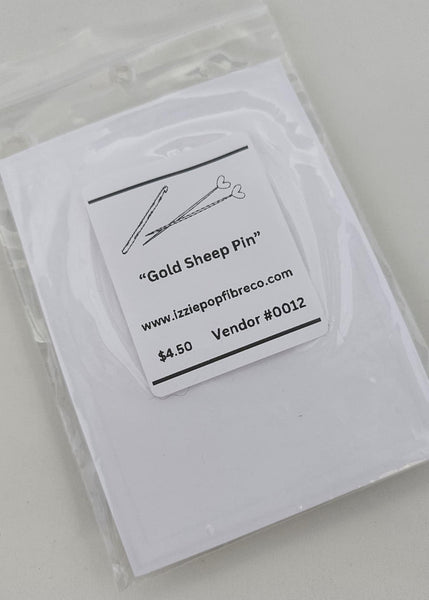 “Gold Sheep Pin”
www.izziepopfibreco.com
$4.50 Vendor #0012